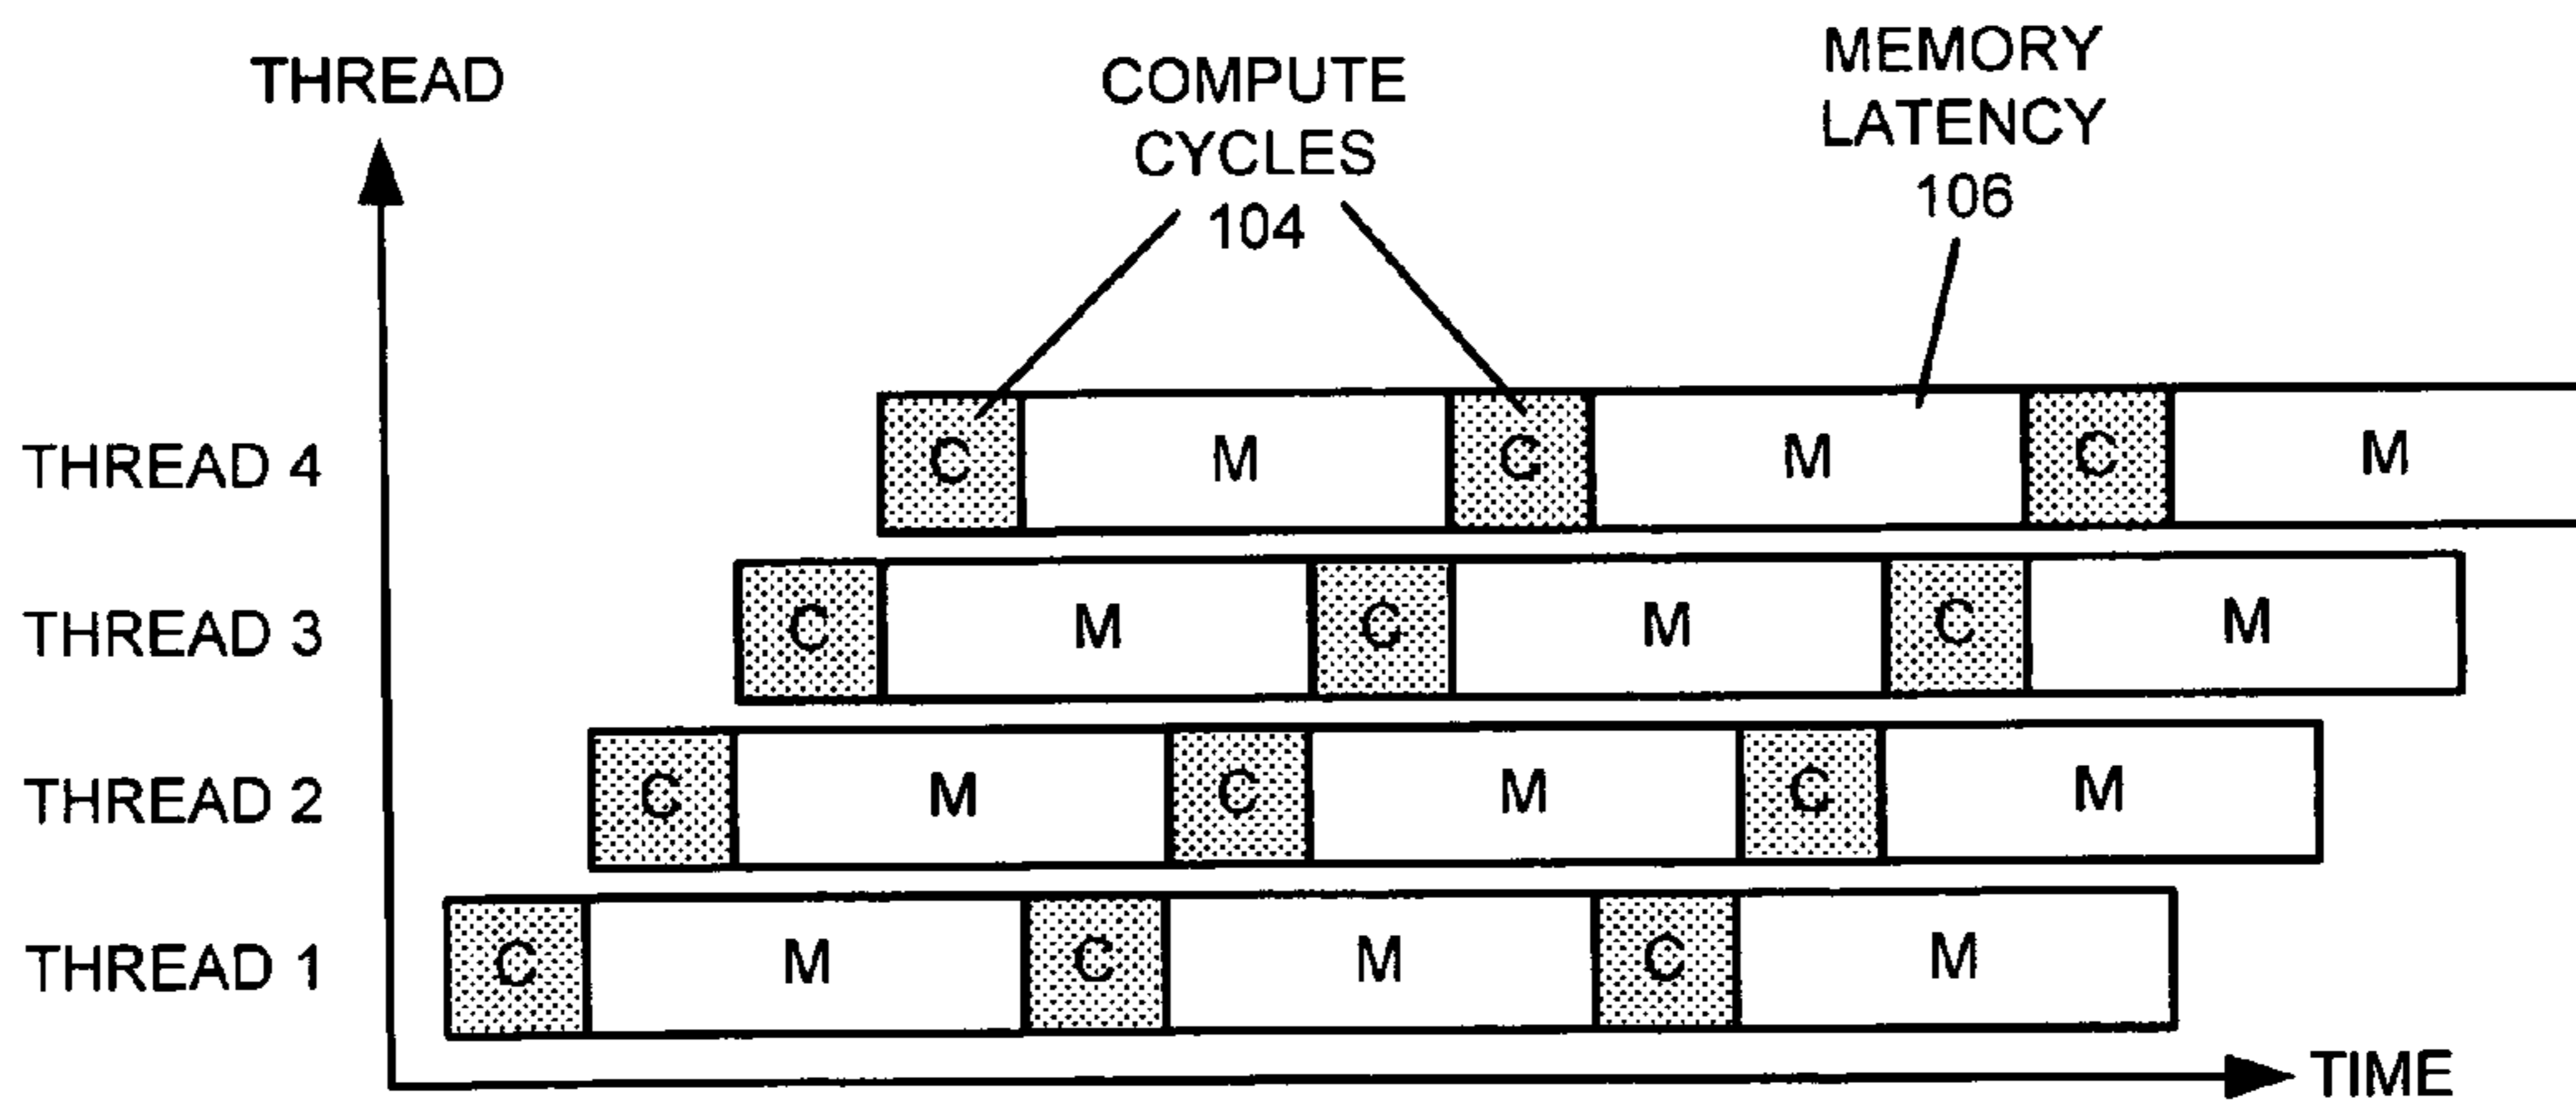 THREAD
COMPUTE
CYCLES
104
MEMORY
LATENCY
106
THREAD 4
C M C M C M
THREAD 3
C M C M C M
THREAD 2
C M C M C M
THREAD 1
C M C M C M
TIME